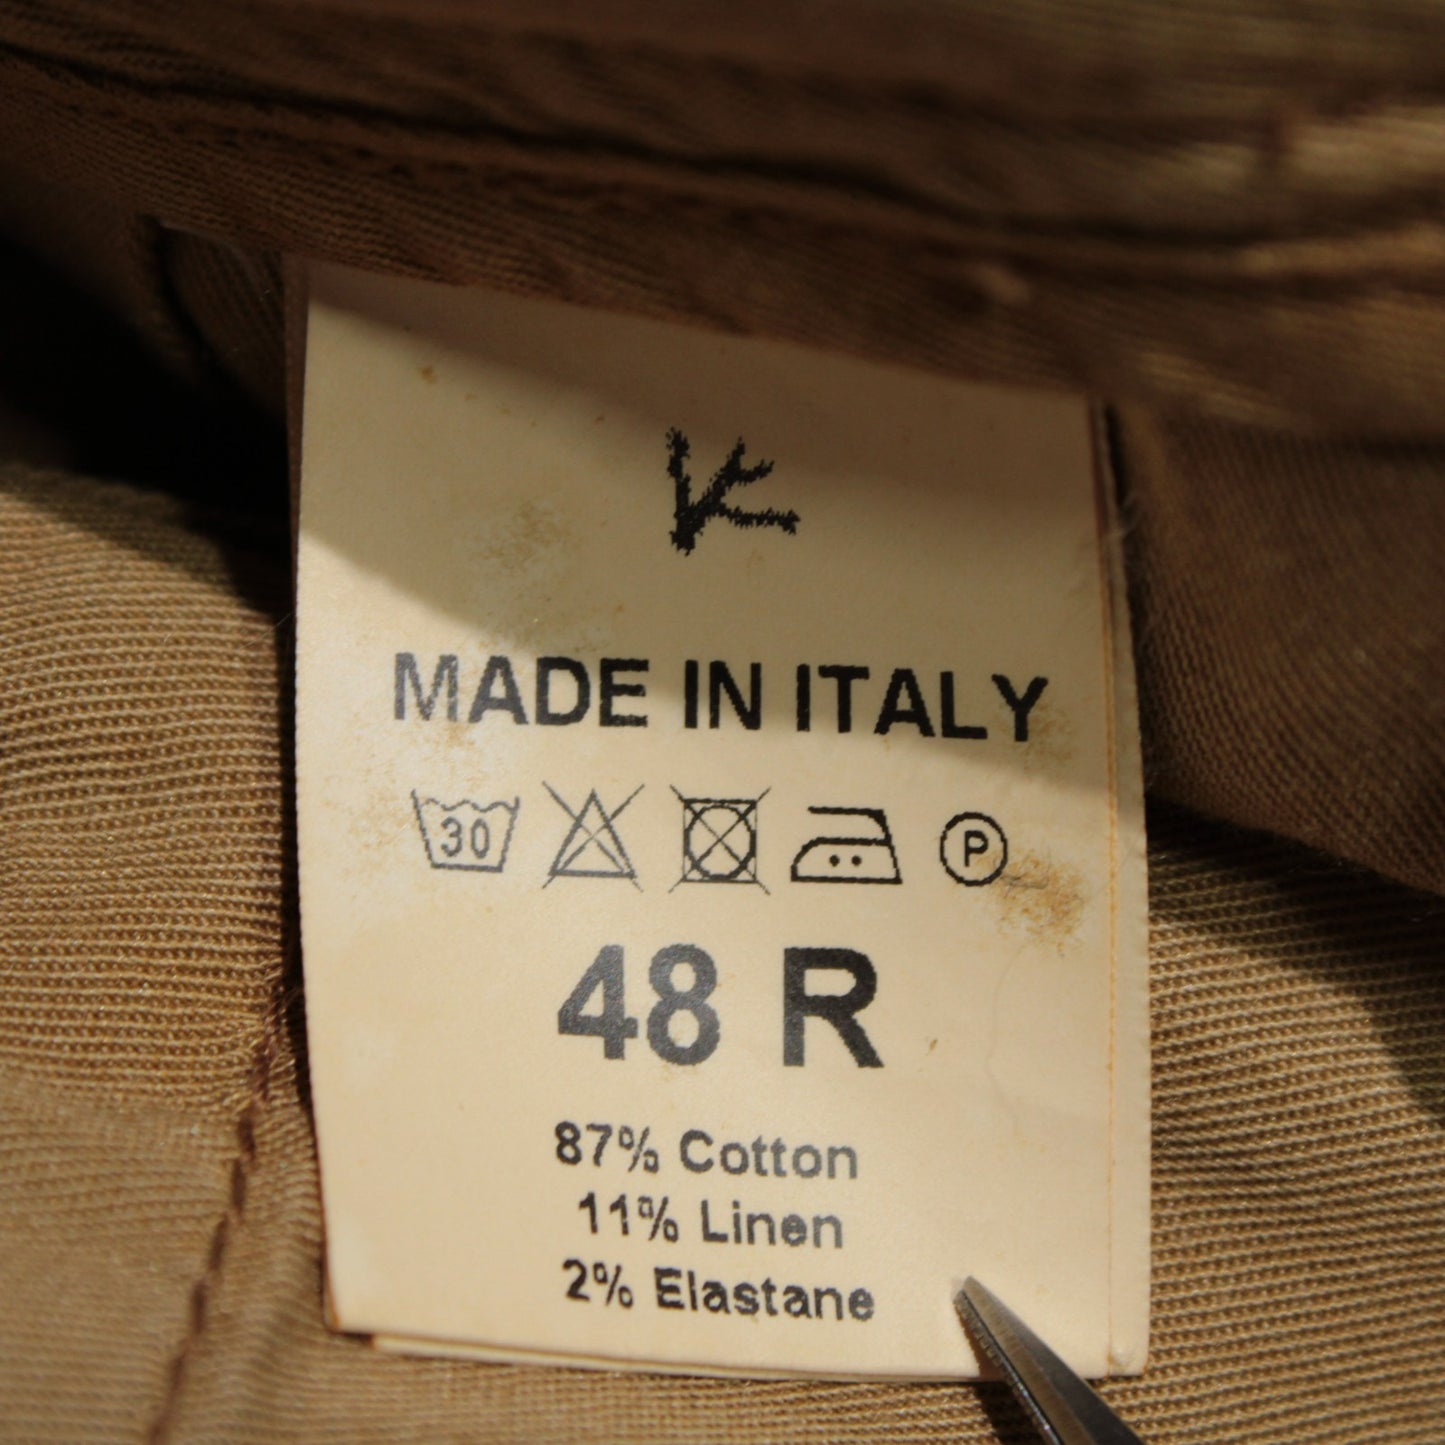 MADE IN ITALY
30 P
48 R
87% Cotton
11% Linen
2% Elastane